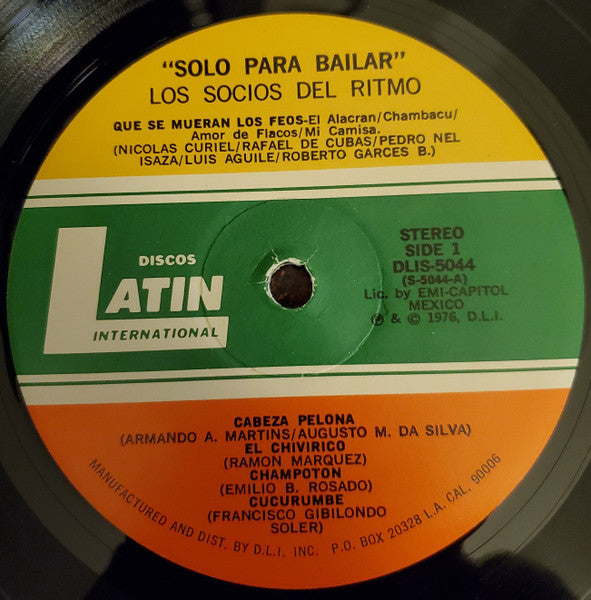 "SOLO PARA BAILAR"
LOS SOCIOS DEL RITMO
QUE SE MUERAN LOS FEOS-El Alacran/Chambacu/
Amor de Flacos/Mi Camisa.
(NICOLAS CURIEL/RAFAEL DE CUBAS/PEDRO NEL
ISAZA/LUIS AGUILE/ROBERTO GARCES B.)
DISCOS
LATIN
INTERNATIONAL
STEREO
SIDE 1
DLIS-5044
(S-5044-A)
Lic. by EMI-CAPITOL
MEXICO
℗ & © 1976, D.L.I.
CABEZA PELONA
(ARMANDO A. MARTINS/AUGUSTO M. DA SILVA)
EL CHIVIRICO
(RAMON MARQUEZ)
CHAMPOTON
(EMILIO B. ROSADO)
CUCURUMBE
(FRANCISCO GIBILONDO
SOLER)
MANUFACTURED AND DIST. BY D.L.I. INC. P.O. BOX 20328 L.A. CAL. 90006